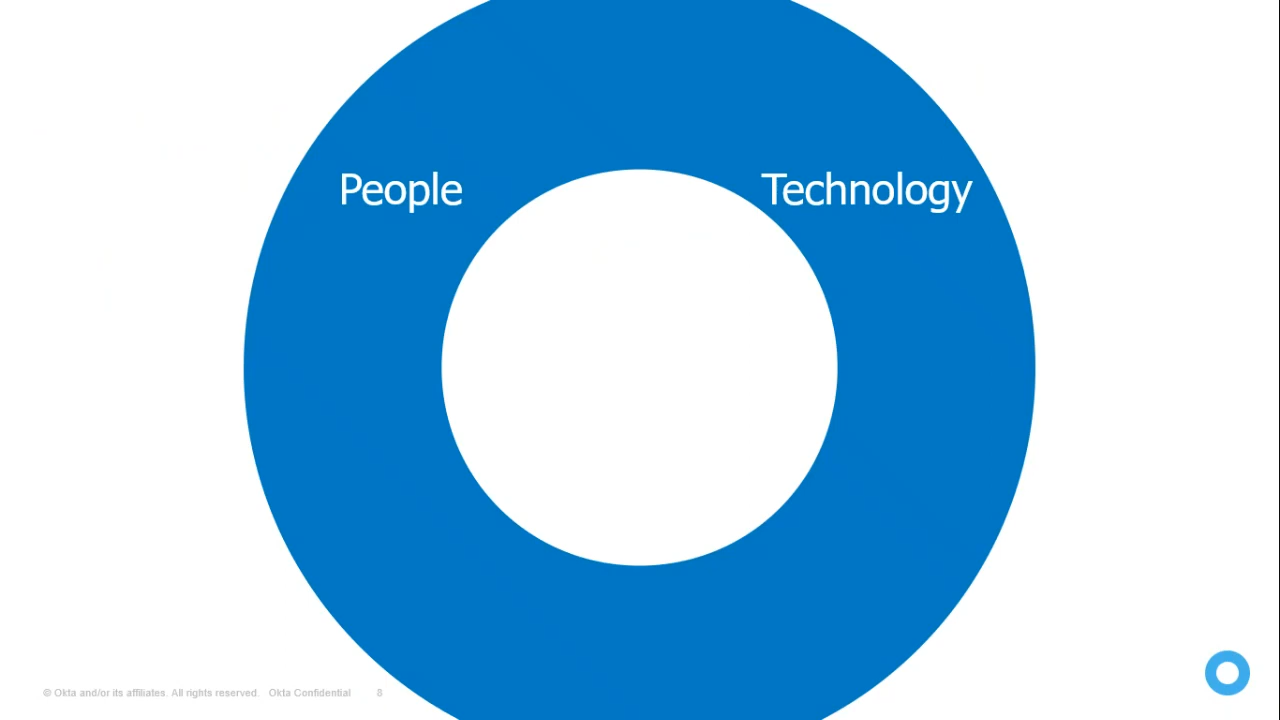 People
Technology
© Okta and/or its affiliates. All rights reserved. Okta Confidential 8